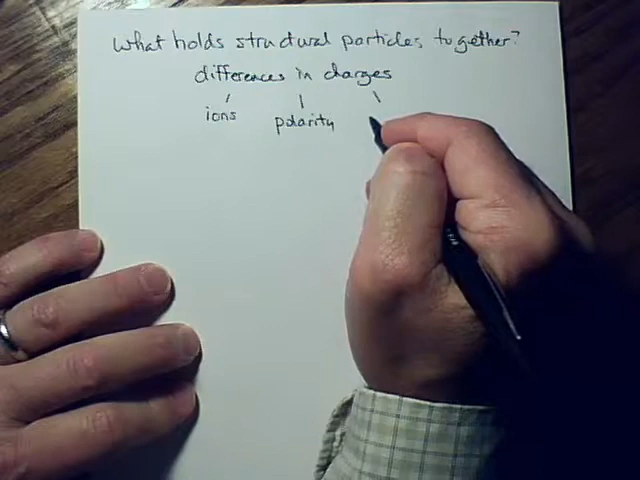 What holds structural particles together?
differences in charges
ions polarity